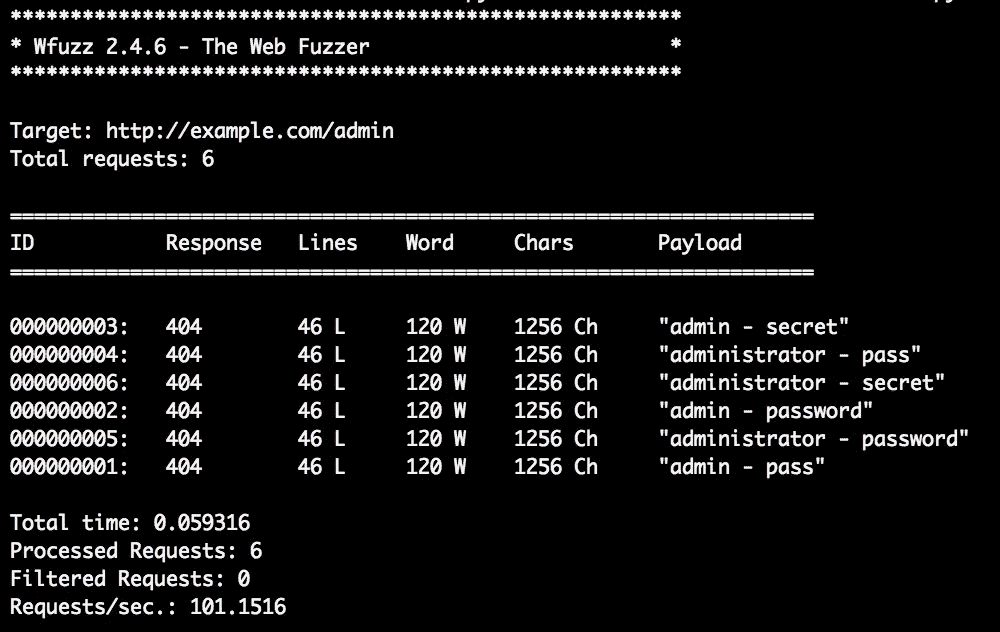 ********************************************************
* Wfuzz 2.4.6 - The Web Fuzzer                         *
********************************************************
Target: http://example.com/admin
Total requests: 6
===================================================================
ID           Response   Lines    Word     Chars       Payload
===================================================================
000000003:   404        46 L     120 W    1256 Ch     "admin - secret"
000000004:   404        46 L     120 W    1256 Ch     "administrator - pass"
000000006:   404        46 L     120 W    1256 Ch     "administrator - secret"
000000002:   404        46 L     120 W    1256 Ch     "admin - password"
000000005:   404        46 L     120 W    1256 Ch     "administrator - password"
000000001:   404        46 L     120 W    1256 Ch     "admin - pass"
Total time: 0.059316
Processed Requests: 6
Filtered Requests: 0
Requests/sec.: 101.1516